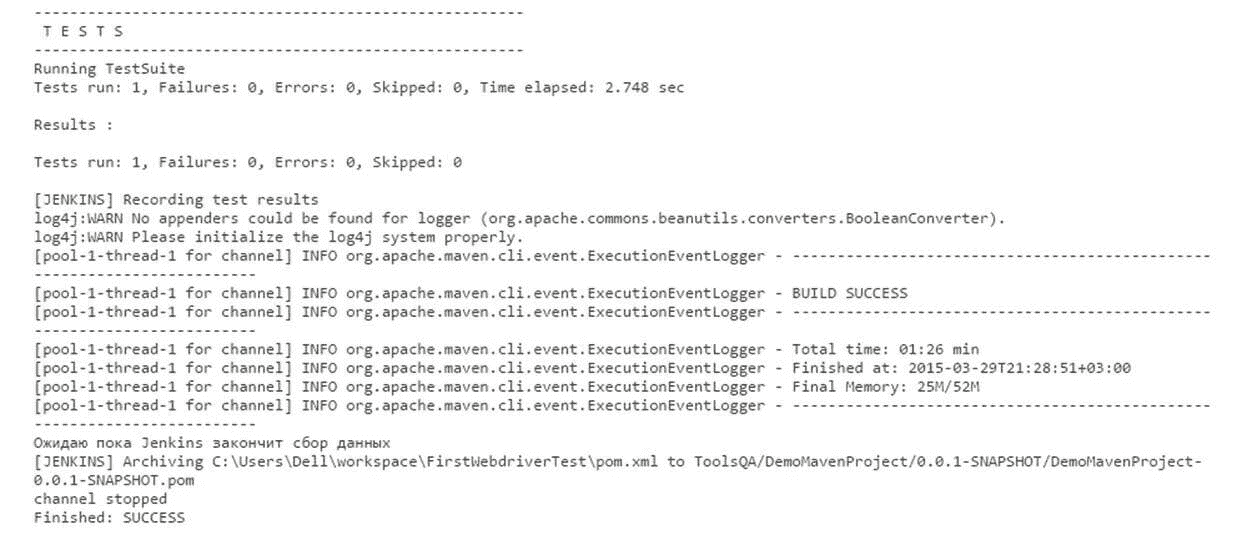 -------------------------------------------------------
T E S T S
-------------------------------------------------------
Running TestSuite
Tests run: 1, Failures: 0, Errors: 0, Skipped: 0, Time elapsed: 2.748 sec
Results :
Tests run: 1, Failures: 0, Errors: 0, Skipped: 0
[JENKINS] Recording test results
log4j:WARN No appenders could be found for logger (org.apache.commons.beanutils.converters.BooleanConverter).
log4j:WARN Please initialize the log4j system properly.
[pool-1-thread-1 for channel] INFO org.apache.maven.cli.event.ExecutionEventLogger - -----------------------------------------------
-------------------------
[pool-1-thread-1 for channel] INFO org.apache.maven.cli.event.ExecutionEventLogger - BUILD SUCCESS
[pool-1-thread-1 for channel] INFO org.apache.maven.cli.event.ExecutionEventLogger - -----------------------------------------------
-------------------------
[pool-1-thread-1 for channel] INFO org.apache.maven.cli.event.ExecutionEventLogger - Total time: 01:26 min
[pool-1-thread-1 for channel] INFO org.apache.maven.cli.event.ExecutionEventLogger - Finished at: 2015-03-29T21:28:51+03:00
[pool-1-thread-1 for channel] INFO org.apache.maven.cli.event.ExecutionEventLogger - Final Memory: 25M/52M
[pool-1-thread-1 for channel] INFO org.apache.maven.cli.event.ExecutionEventLogger - -----------------------------------------------
-------------------------
Ожидаю пока Jenkins закончит сбор данных
[JENKINS] Archiving C:\Users\Dell\workspace\FirstWebdriverTest\pom.xml to ToolsQA/DemoMavenProject/0.0.1-SNAPSHOT/DemoMavenProject-
0.0.1-SNAPSHOT.pom
channel stopped
Finished: SUCCESS